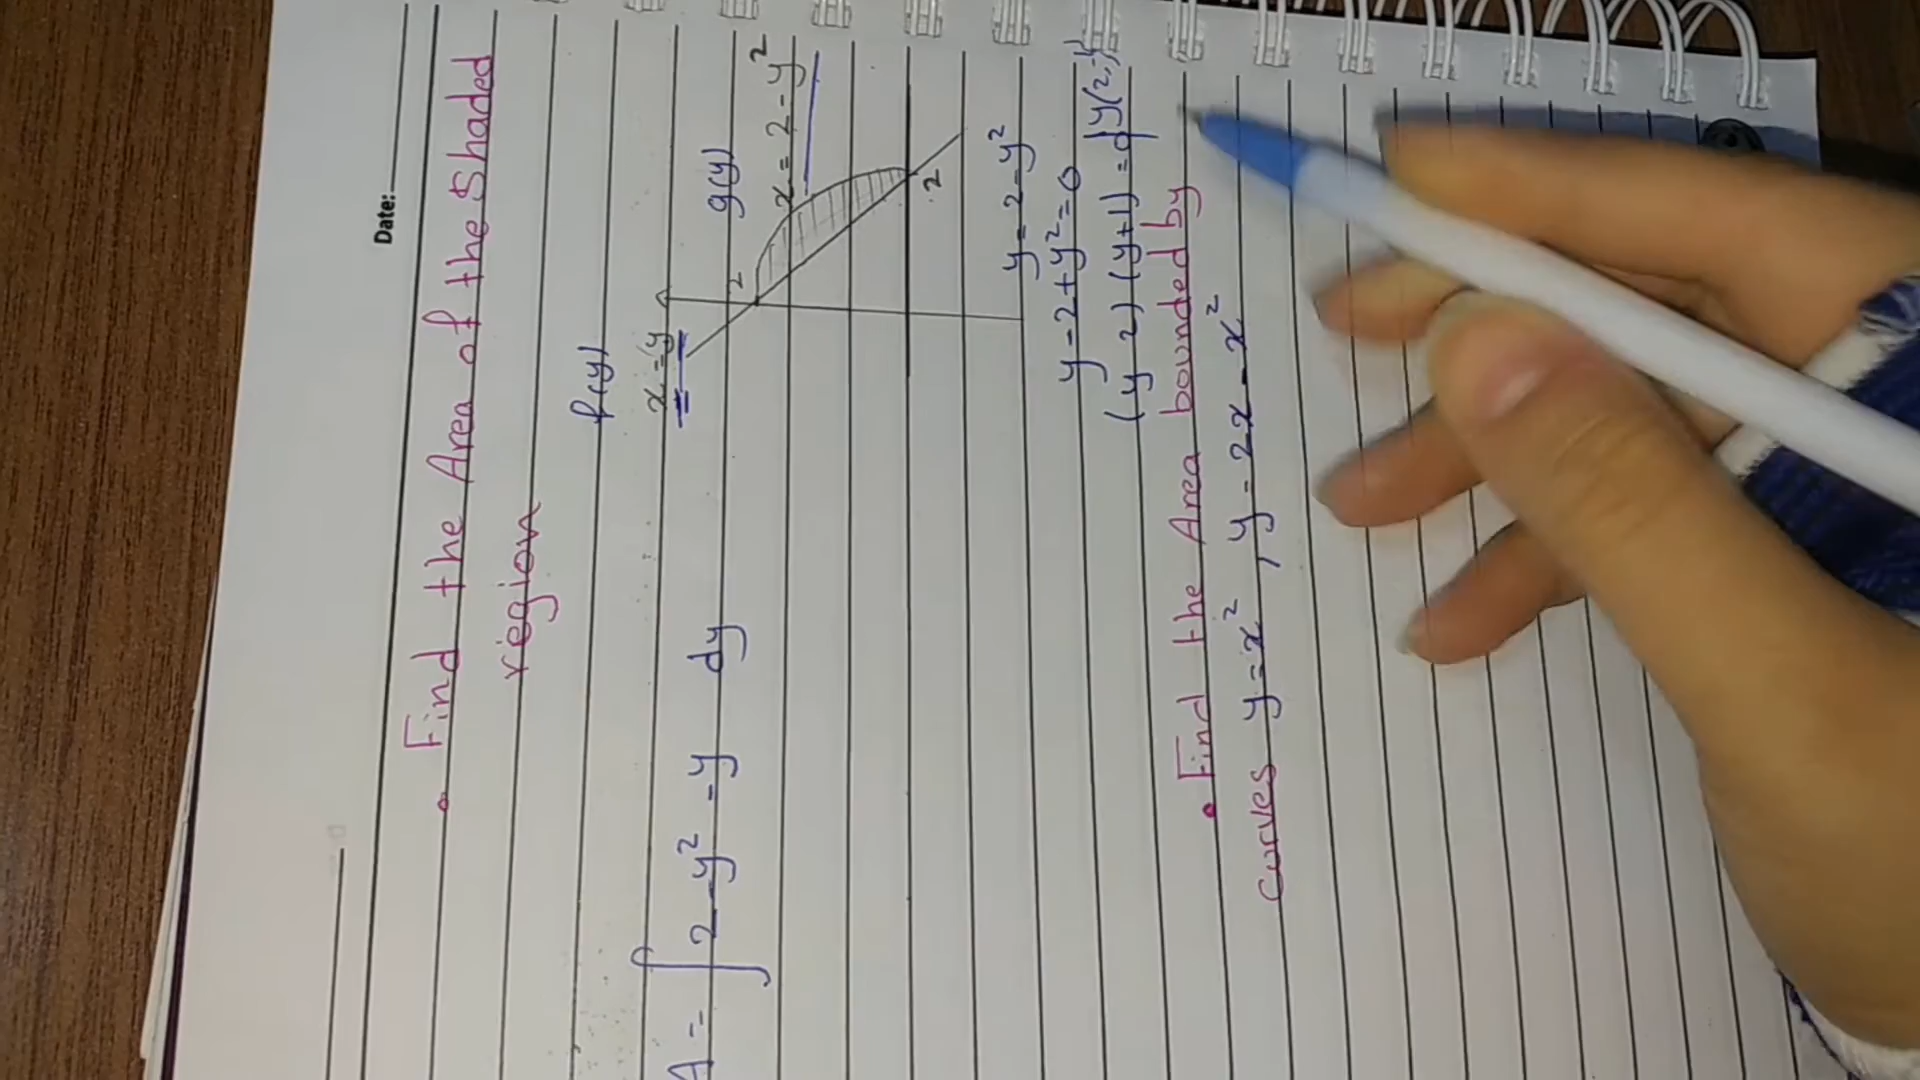 Date:
• Find the Area of the Shaded
region
f(y)
x = y
g(y)
x = 2 - y²
2
2
A = ∫ 2 - y² - y dy
y = 2 - y²
y - 2 + y² = 0
(y 2) (y+1) = 0
• Find the Area bounded by
curves y = x² , y = 2x - x²